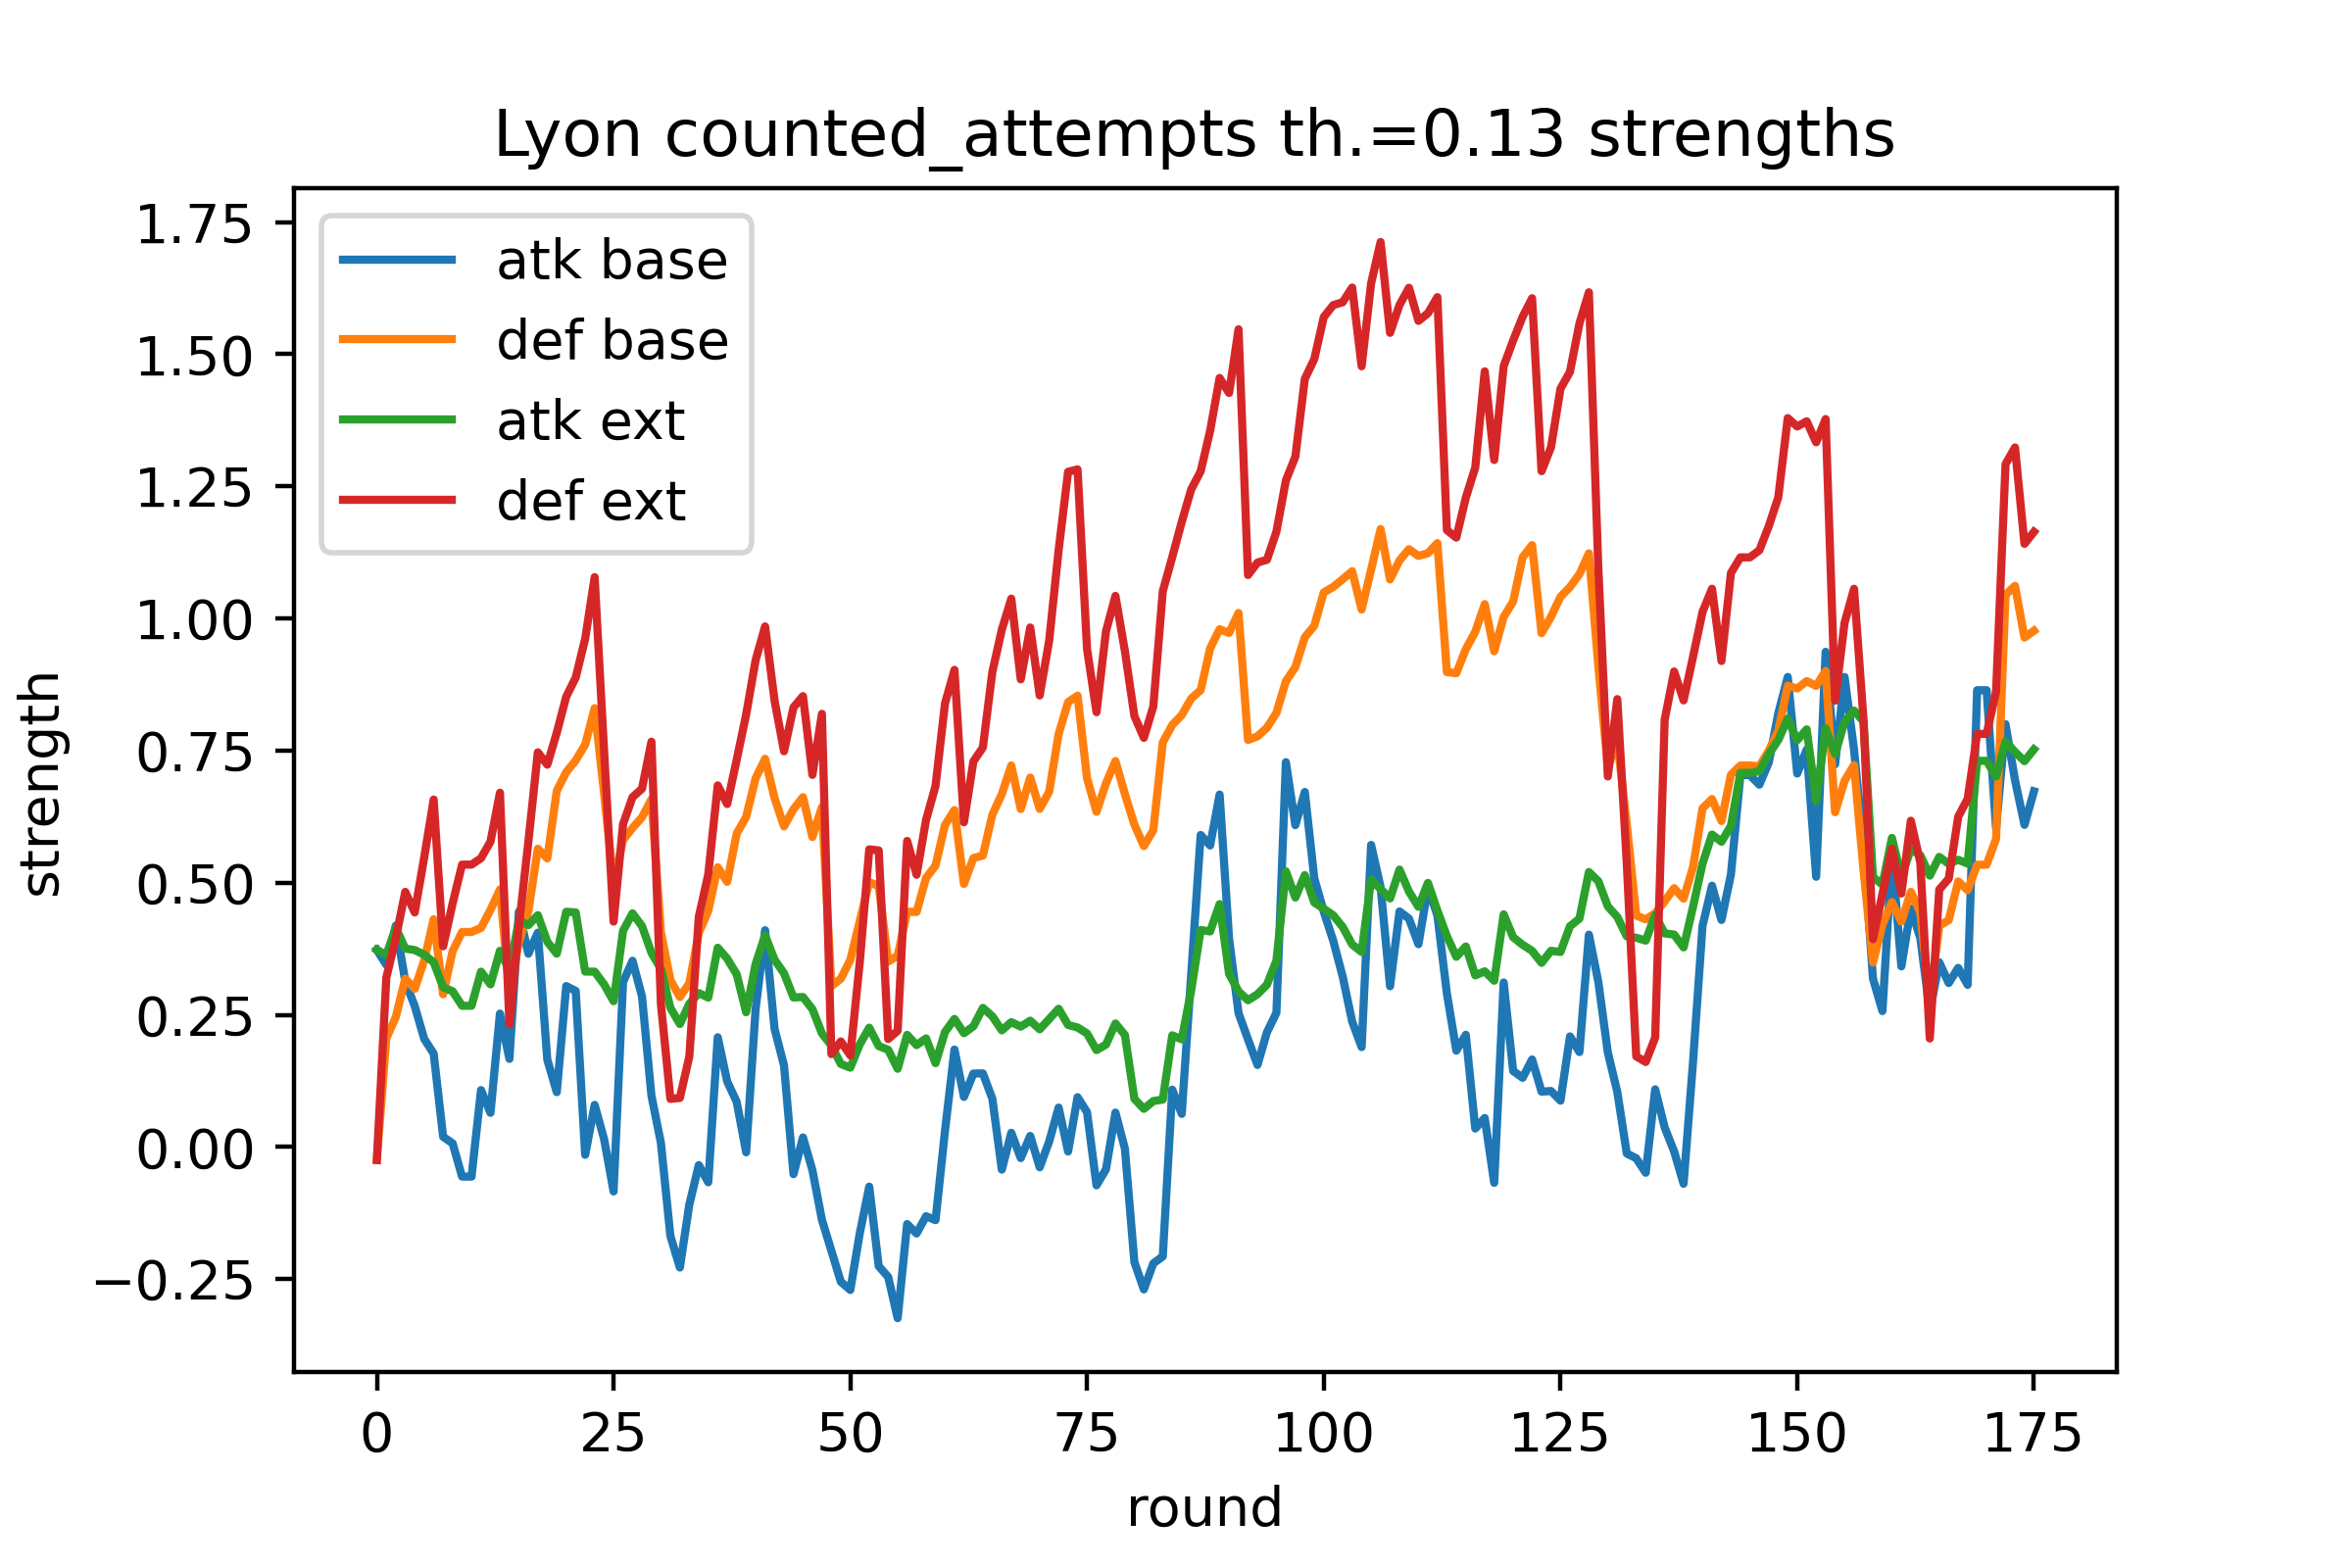 Lyon counted_attempts th.=0.13 strengths
1.75
1.50
1.25
1.00
0.75
0.50
0.25
0.00
−0.25
strength
atk base
def base
atk ext
def ext
0 25 50 75 100 125 150 175
round